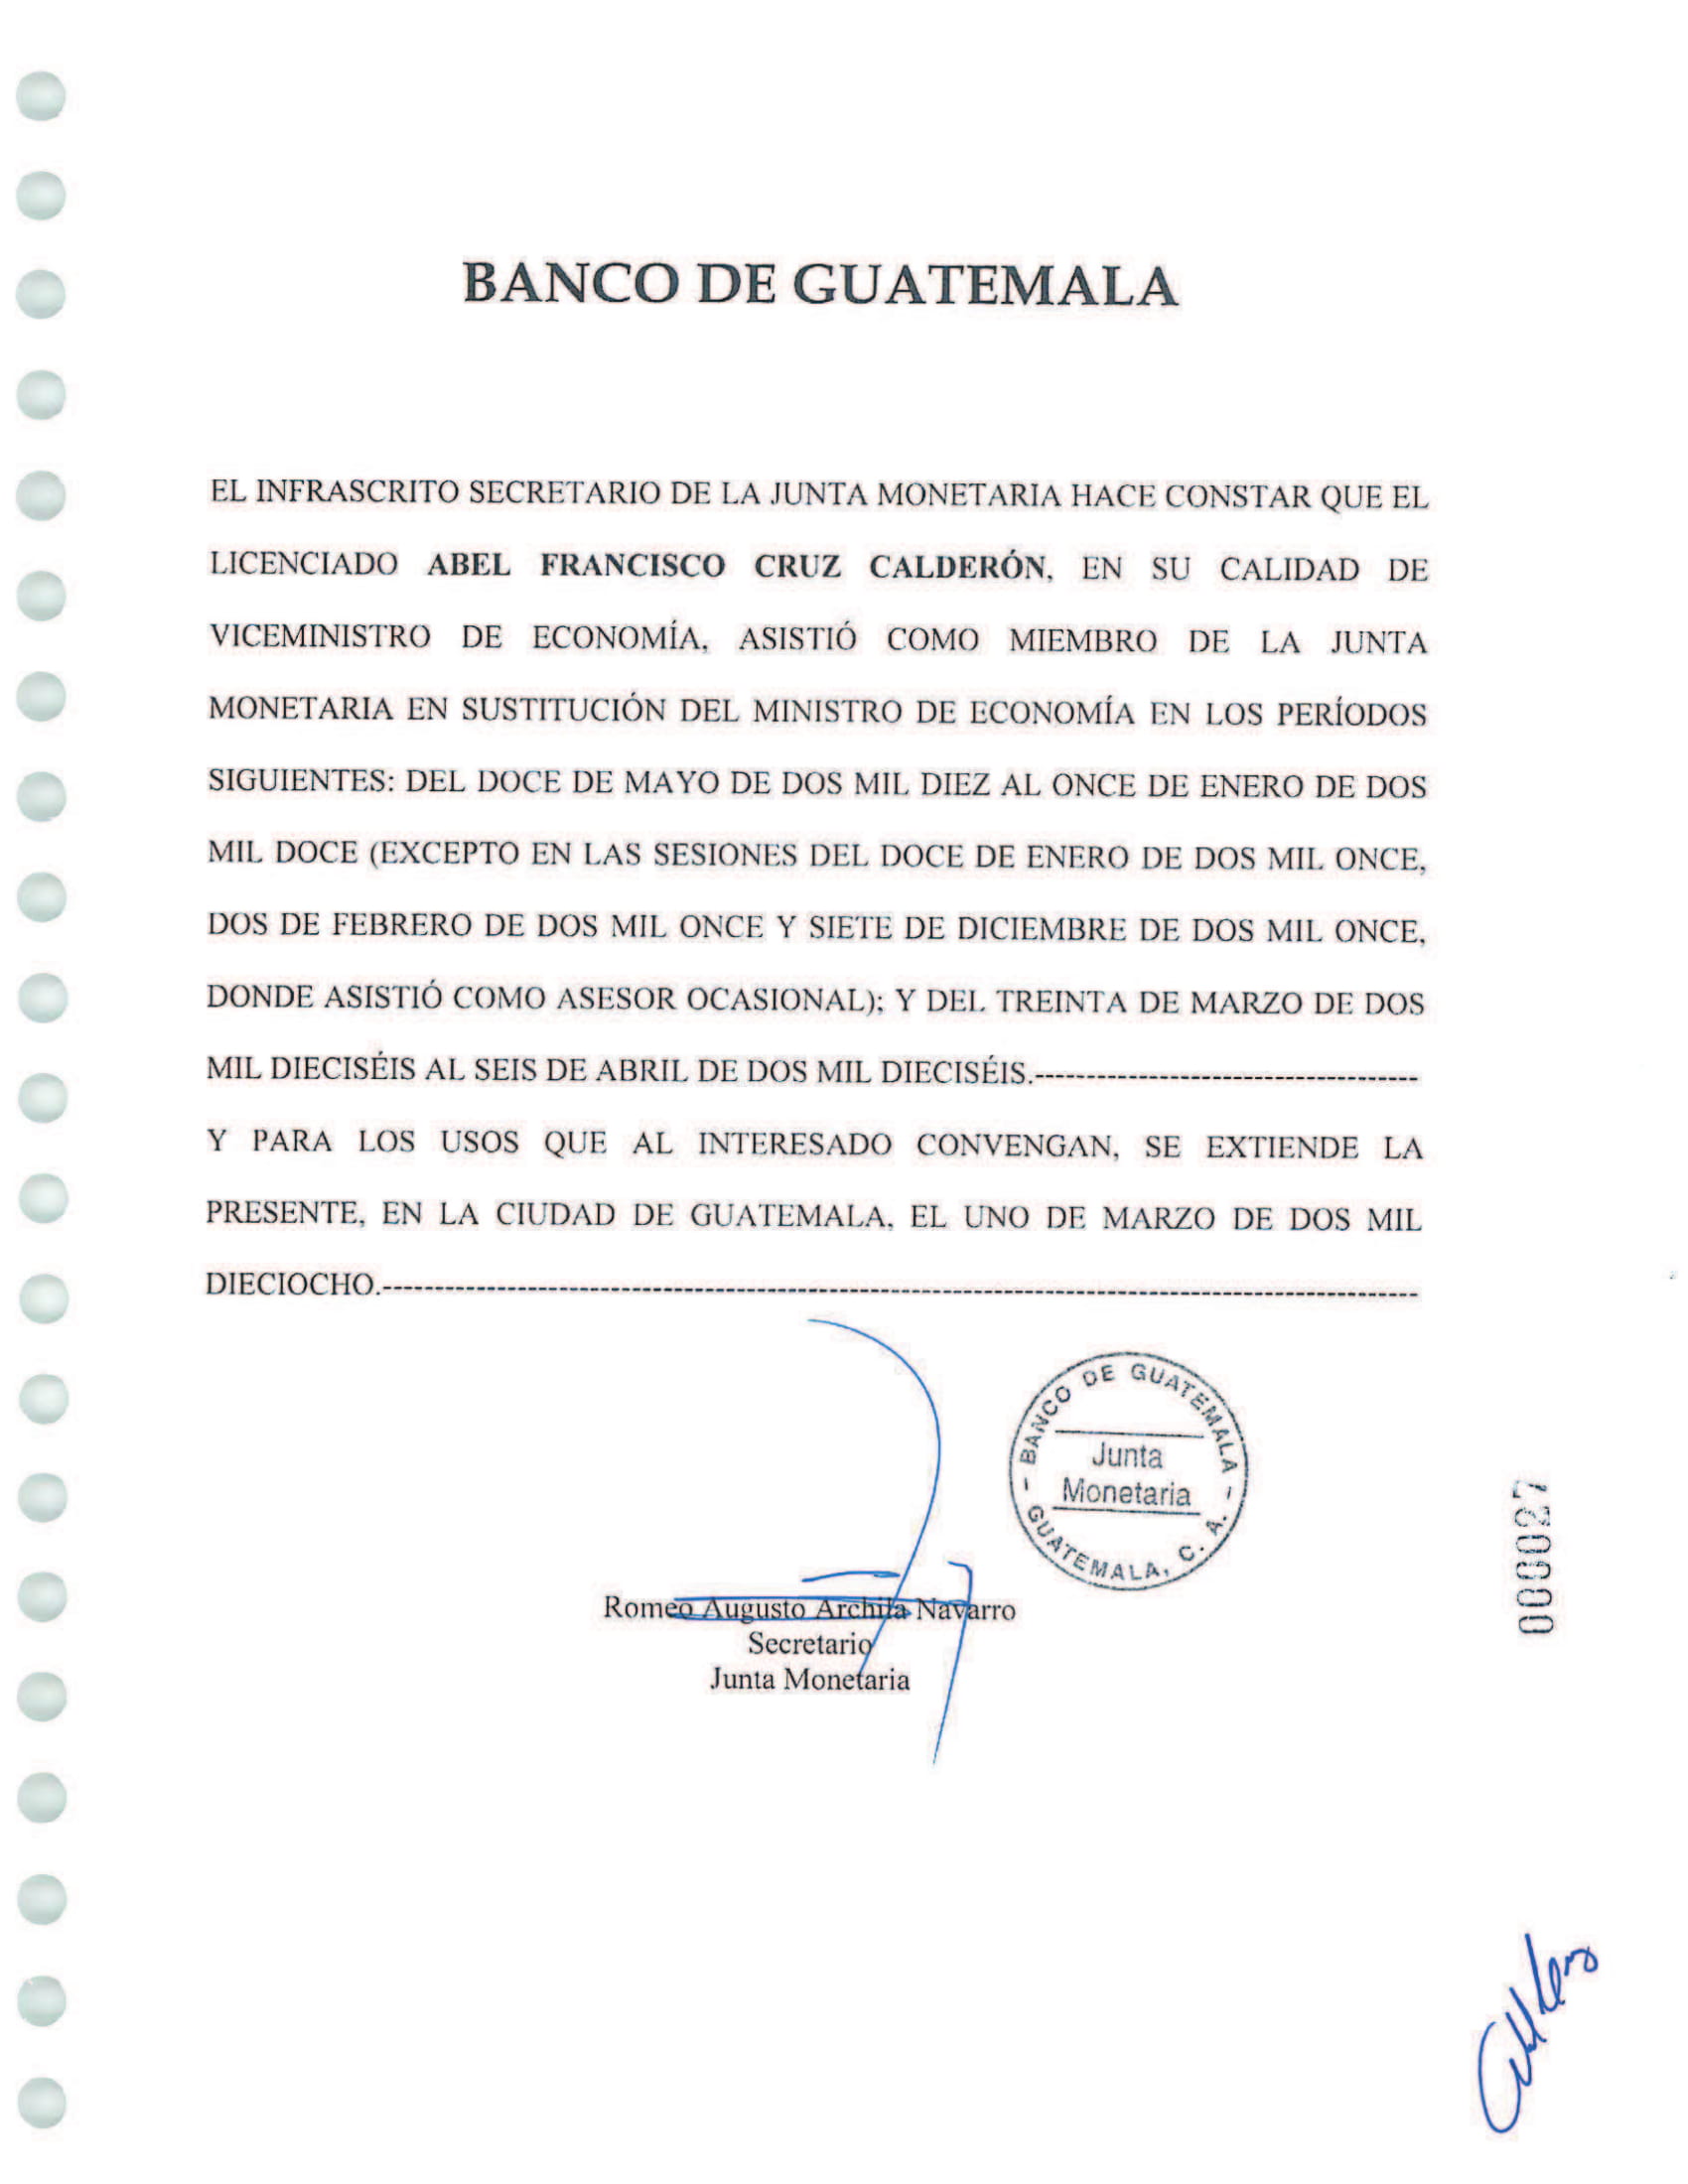 BANCO DE GUATEMALA
EL INFRASCRITO SECRETARIO DE LA JUNTA MONETARIA HACE CONSTAR QUE EL
LICENCIADO ABEL FRANCISCO CRUZ CALDERÓN, EN SU CALIDAD DE
VICEMINISTRO DE ECONOMÍA, ASISTIÓ COMO MIEMBRO DE LA JUNTA
MONETARIA EN SUSTITUCIÓN DEL MINISTRO DE ECONOMÍA EN LOS PERÍODOS
SIGUIENTES: DEL DOCE DE MAYO DE DOS MIL DIEZ AL ONCE DE ENERO DE DOS
MIL DOCE (EXCEPTO EN LAS SESIONES DEL DOCE DE ENERO DE DOS MIL ONCE,
DOS DE FEBRERO DE DOS MIL ONCE Y SIETE DE DICIEMBRE DE DOS MIL ONCE,
DONDE ASISTIÓ COMO ASESOR OCASIONAL); Y DEL TREINTA DE MARZO DE DOS
MIL DIECISÉIS AL SEIS DE ABRIL DE DOS MIL DIECISÉIS.-------------------------------------
Y PARA LOS USOS QUE AL INTERESADO CONVENGAN, SE EXTIENDE LA
PRESENTE, EN LA CIUDAD DE GUATEMALA, EL UNO DE MARZO DE DOS MIL
DIECIOCHO.----------------------------------------------------------------------------------------------------
- BANCO DE GUATEMALA -
Junta
Monetaria
GUATEMALA, C. A.
000027
Romeo Augusto Archila Navarro
Secretario
Junta Monetaria